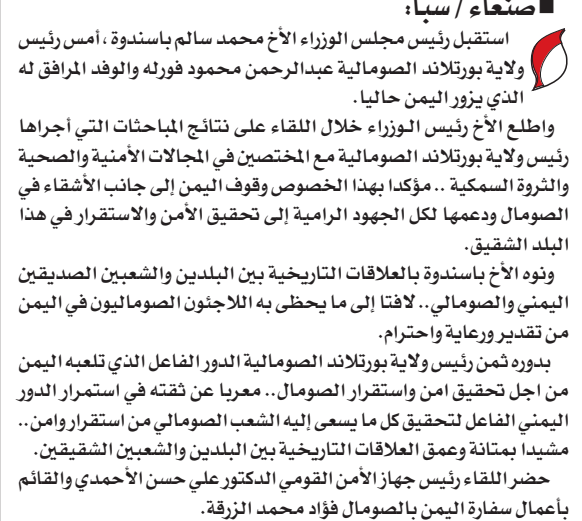 ■ صنعاء / سبأ:
استقبل رئيس مجلس الوزراء الأخ محمد سالم باسندوة ، أمس رئيس
ولاية بورتلاند الصومالية عبدالرحمن محمود فورله والوفد المرافق له
الذي يزور اليمن حاليا .
واطلع الأخ رئيس الوزراء خلال اللقاء على نتائج المباحثات التي أجراها
رئيس ولاية بورتلاند الصومالية مع المختصين في المجالات الأمنية والصحية
والثروة السمكية .. مؤكدا بهذا الخصوص وقوف اليمن إلى جانب الأشقاء في
الصومال ودعمها لكل الجهود الرامية إلى تحقيق الأمن والاستقرار في هذا
البلد الشقيق.
ونوه الأخ باسندوة بالعلاقات التاريخية بين البلدين والشعبين الصديقين
اليمني والصومالي.. لافتا إلى ما يحظى به اللاجئون الصوماليون في اليمن
من تقدير ورعاية واحترام.
بدوره ثمن رئيس ولاية بورتلاند الصومالية الدور الفاعل الذي تلعبه اليمن
من اجل تحقيق امن واستقرار الصومال.. معربا عن ثقته في استمرار الدور
اليمني الفاعل لتحقيق كل ما يسعى إليه الشعب الصومالي من استقرار وامن..
مشيدا بمتانة وعمق العلاقات التاريخية بين البلدين والشعبين الشقيقين.
حضر اللقاء رئيس جهاز الأمن القومي الدكتور علي حسن الأحمدي والقائم
بأعمال سفارة اليمن بالصومال فؤاد محمد الزرقة.